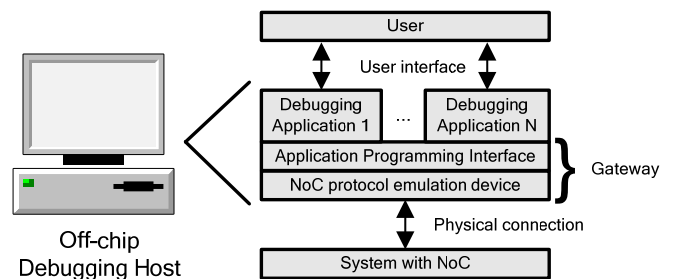 User
User interface
Debugging
Application 1
...
Debugging
Application N
Application Programming Interface
NoC protocol emulation device
Gateway
Physical connection
System with NoC
Off-chip
Debugging Host